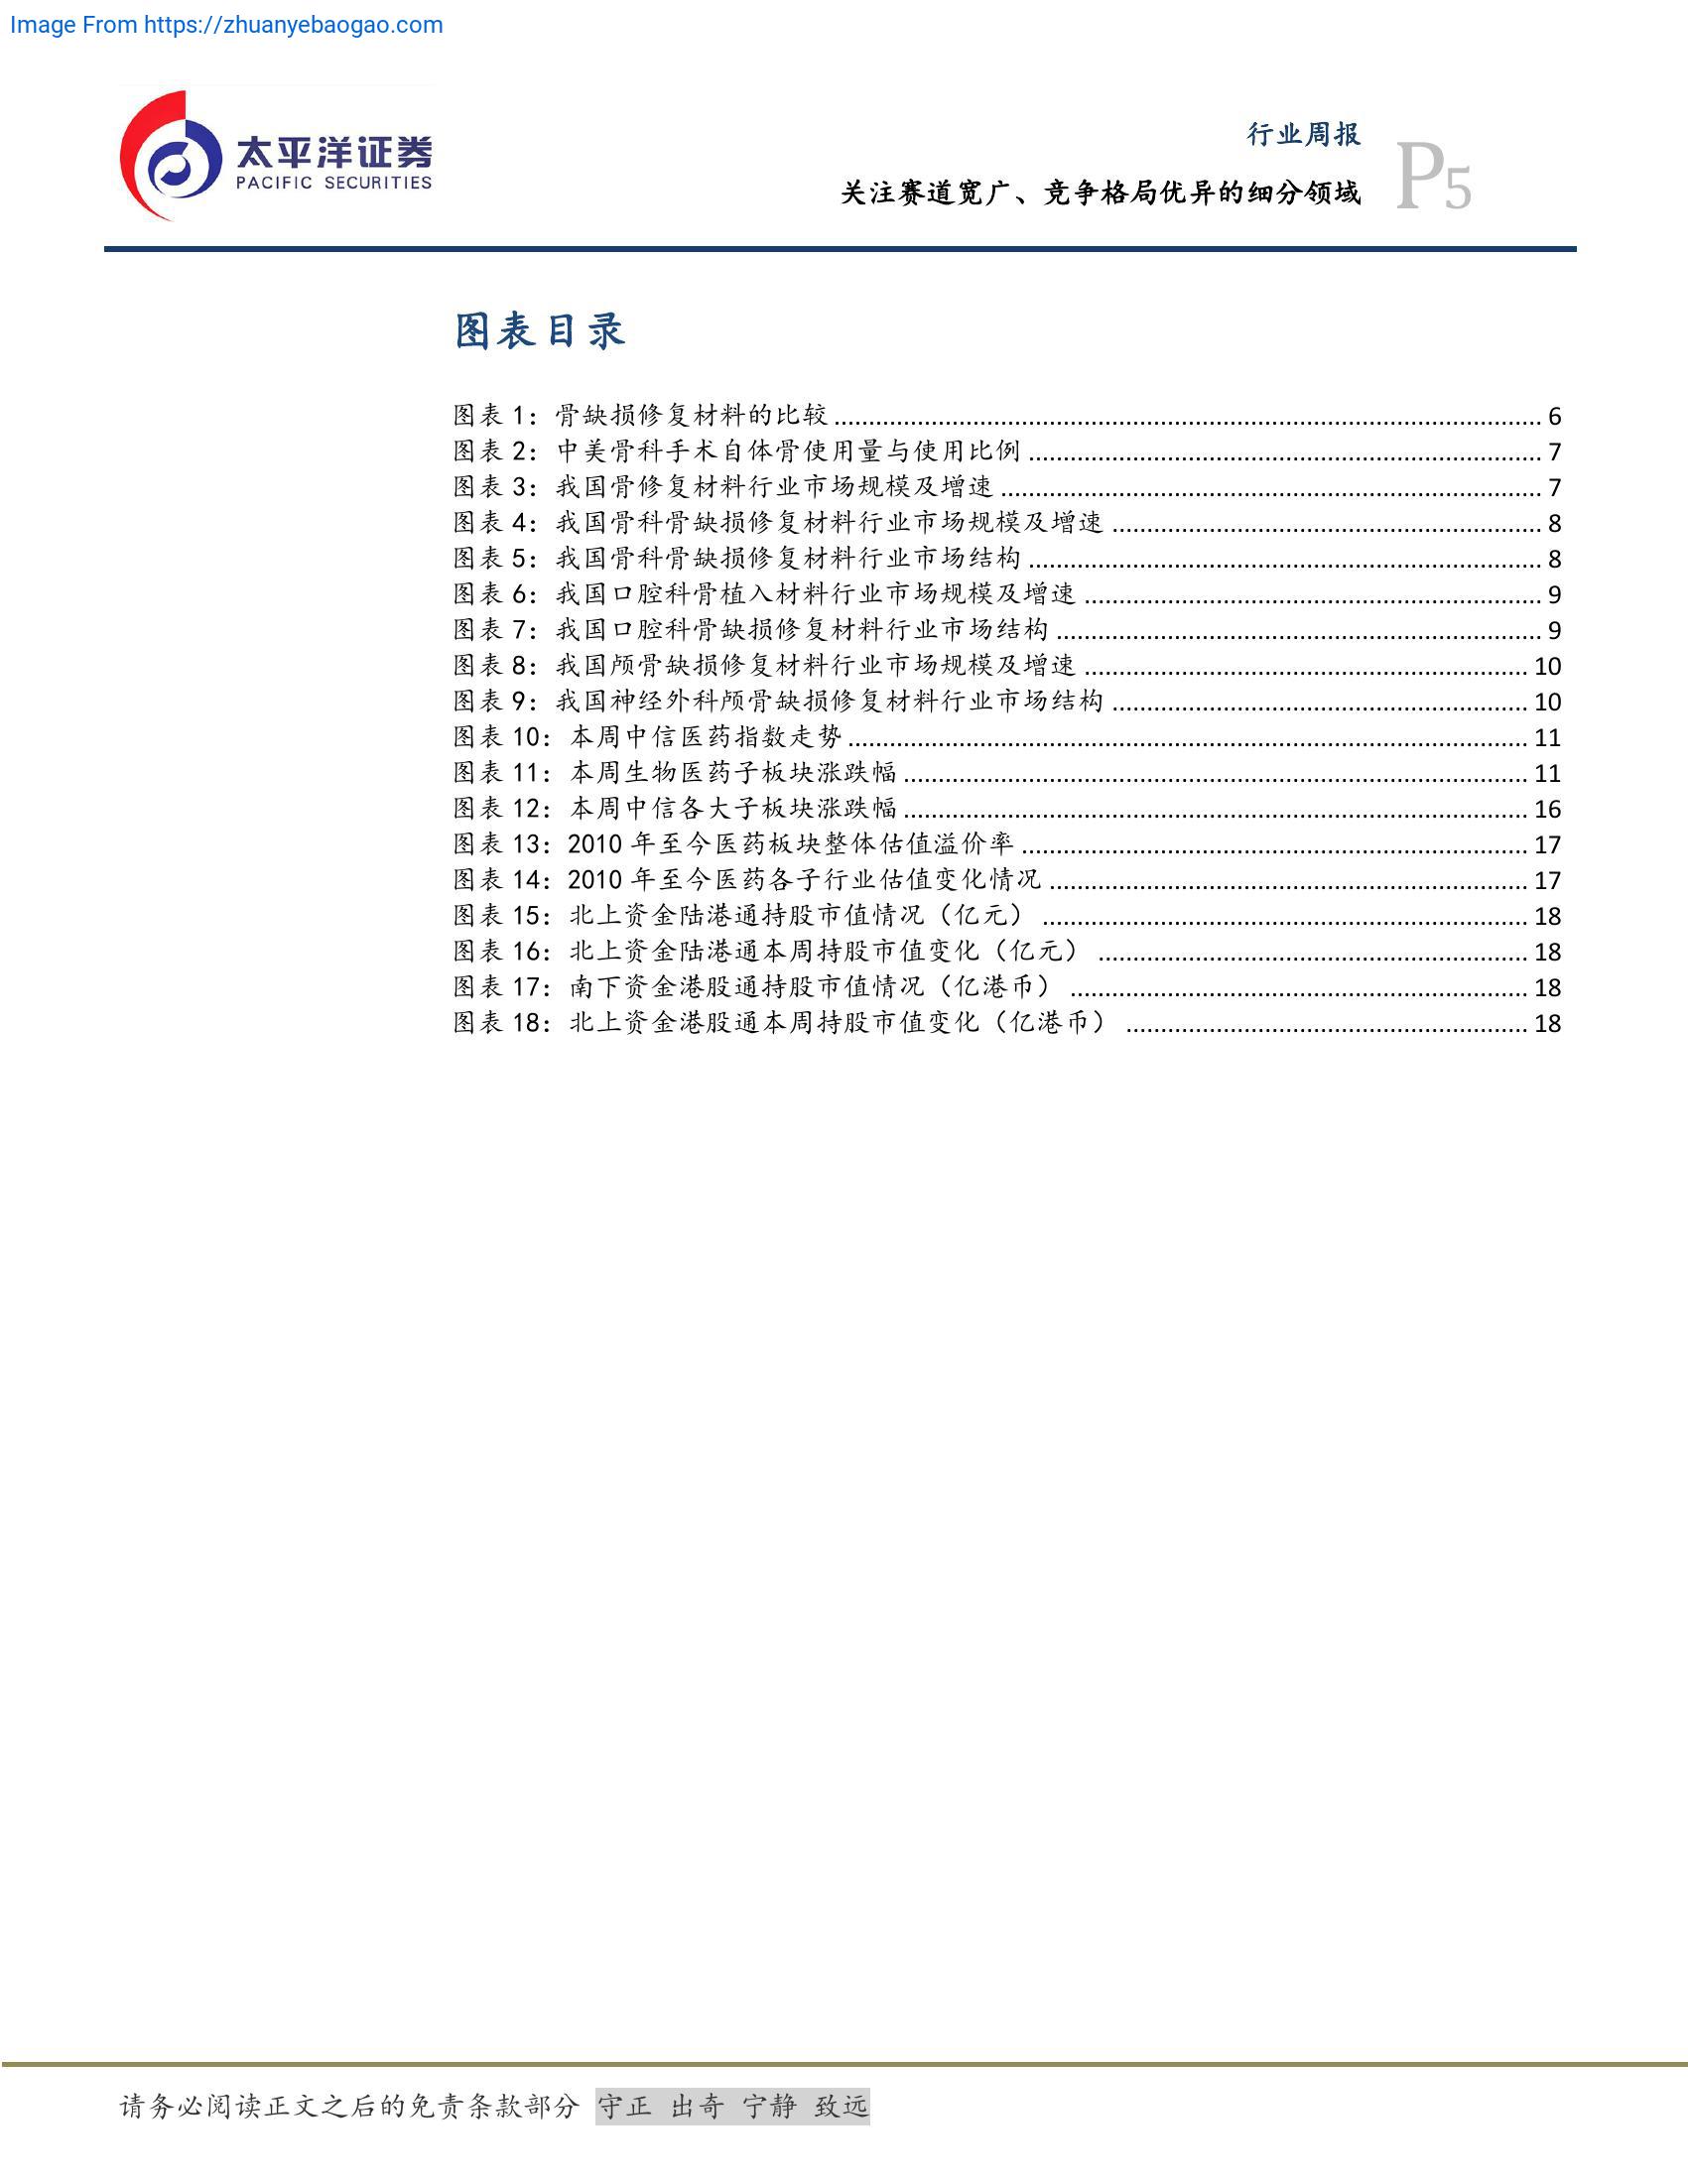 Image From https://zhuanyebaogao.com
太平洋证券
PACIFIC SECURITIES
行业周报
关注赛道宽广、竞争格局优异的细分领域
P5
图表目录
图表 1：骨缺损修复材料的比较 6
图表 2：中美骨科手术自体骨使用量与使用比例 7
图表 3：我国骨修复材料行业市场规模及增速 7
图表 4：我国骨科骨缺损修复材料行业市场规模及增速 8
图表 5：我国骨科骨缺损修复材料行业市场结构 8
图表 6：我国口腔科骨植入材料行业市场规模及增速 9
图表 7：我国口腔科骨缺损修复材料行业市场结构 9
图表 8：我国颅骨缺损修复材料行业市场规模及增速 10
图表 9：我国神经外科颅骨缺损修复材料行业市场结构 10
图表 10：本周中信医药指数走势 11
图表 11：本周生物医药子板块涨跌幅 11
图表 12：本周中信各大子板块涨跌幅 16
图表 13：2010 年至今医药板块整体估值溢价率 17
图表 14：2010 年至今医药各子行业估值变化情况 17
图表 15：北上资金陆港通持股市值情况（亿元） 18
图表 16：北上资金陆港通本周持股市值变化（亿元） 18
图表 17：南下资金港股通持股市值情况（亿港币） 18
图表 18：北上资金港股通本周持股市值变化（亿港币） 18
请务必阅读正文之后的免责条款部分 守正 出奇 宁静 致远